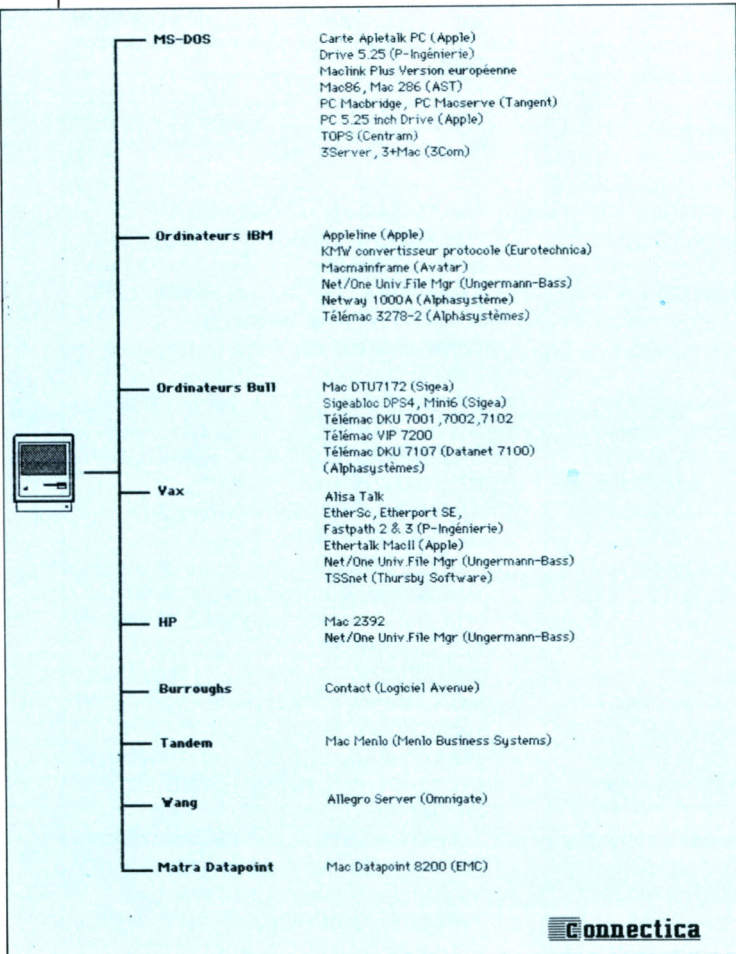 MS-DOS
Carte Apletalk PC (Apple)
Drive 5.25 (P-Ingénierie)
Maclink Plus Version européenne
Mac86, Mac 286 (AST)
PC Macbridge, PC Macserve (Tangent)
PC 5.25 inch Drive (Apple)
TOPS (Centram)
3Server, 3+Mac (3Com)
Ordinateurs IBM
Appleline (Apple)
KMW convertisseur protocole (Eurotechnica)
Macmainframe (Avatar)
Net/One Univ.File Mgr (Ungermann-Bass)
Netway 1000A (Alphasystème)
Télémac 3278-2 (Alphasystèmes)
Ordinateurs Bull
Mac DTU7172 (Sigea)
Sigeabloc DPS4, Mini6 (Sigea)
Télémac DKU 7001,7002,7102
Télémac VIP 7200
Télémac DKU 7107 (Datanet 7100)
(Alphasystèmes)
Vax
Alisa Talk
EtherSc, Etherport SE,
Fastpath 2 & 3 (P-Ingénierie)
Ethertalk MacII (Apple)
Net/One Univ.File Mgr (Ungermann-Bass)
TSSnet (Thursby Software)
HP
Mac 2392
Net/One Univ.File Mgr (Ungermann-Bass)
Burroughs
Contact (Logiciel Avenue)
Tandem
Mac Menlo (Menlo Business Systems)
Wang
Allegro Server (Omnigate)
Matra Datapoint
Mac Datapoint 8200 (EMC)
Connectica